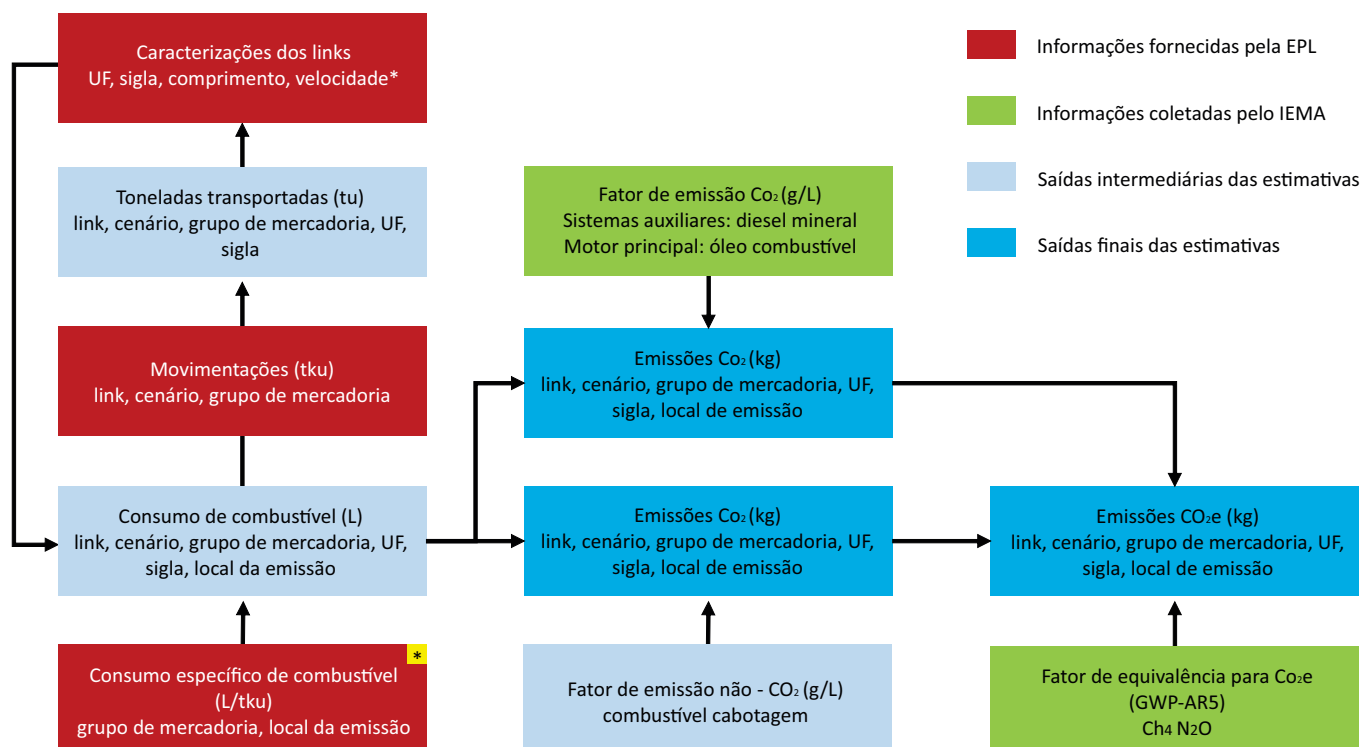 Caracterizações dos links
UF, sigla, comprimento, velocidade*
Toneladas transportadas (tu)
link, cenário, grupo de mercadoria, UF,
sigla
Movimentações (tku)
link, cenário, grupo de mercadoria
Consumo de combustível (L)
link, cenário, grupo de mercadoria, UF,
sigla, local da emissão
*
Consumo específico de combustível
(L/tku)
grupo de mercadoria, local da emissão
Fator de emissão Co₂ (g/L)
Sistemas auxiliares: diesel mineral
Motor principal: óleo combustível
Emissões Co₂ (kg)
link, cenário, grupo de mercadoria, UF,
sigla, local de emissão
Emissões Co₂ (kg)
link, cenário, grupo de mercadoria, UF,
sigla, local de emissão
Fator de emissão não - CO₂ (g/L)
combustível cabotagem
Informações fornecidas pela EPL
Informações coletadas pelo IEMA
Saídas intermediárias das estimativas
Saídas finais das estimativas
Emissões CO₂e (kg)
link, cenário, grupo de mercadoria, UF,
sigla, local de emissão
Fator de equivalência para Co₂e
(GWP-AR5)
Ch₄ N₂O